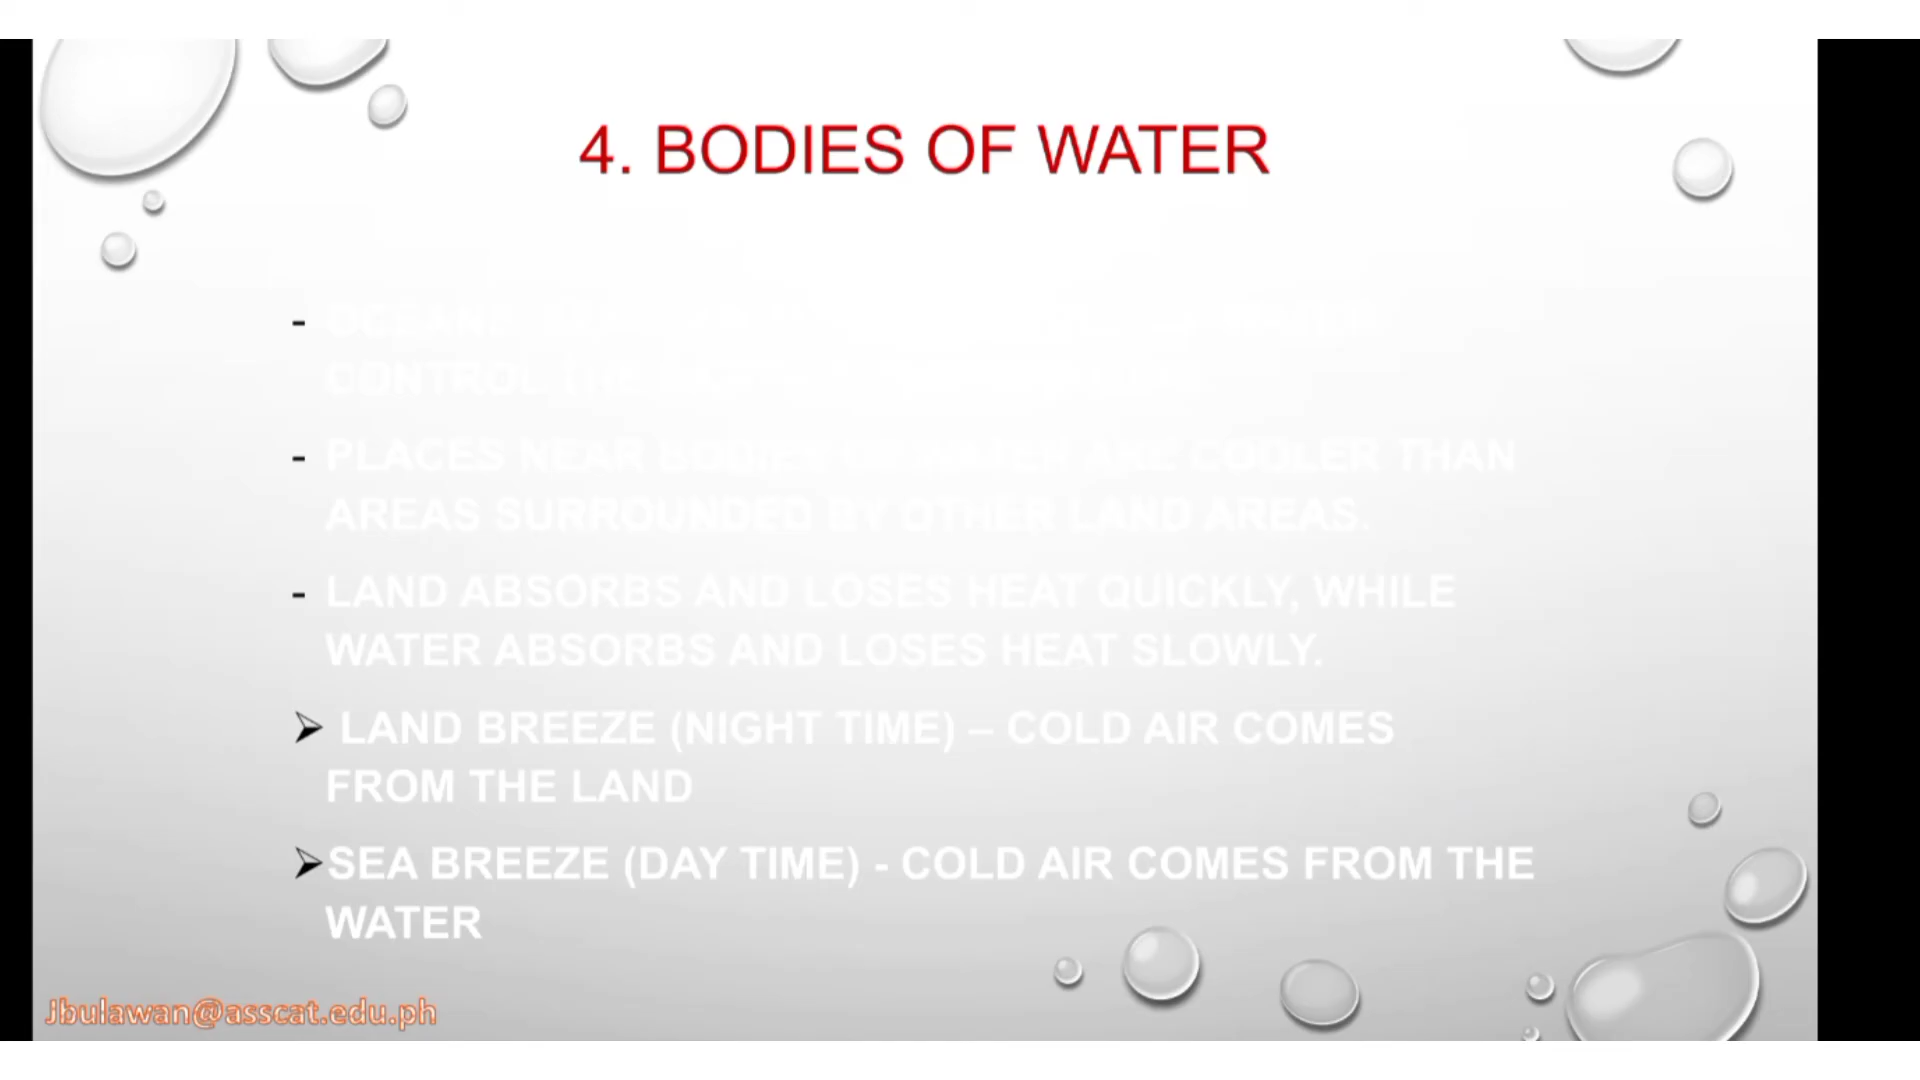 4. BODIES OF WATER
- CONTROL THE
- PLACES NEAR BODIES OF WATER ARE COOLER THAN
AREAS SURROUNDED BY OTHER LAND AREAS.
- LAND ABSORBS AND LOSES HEAT QUICKLY, WHILE
WATER ABSORBS AND LOSES HEAT SLOWLY.
➢ LAND BREEZE (NIGHT TIME) – COLD AIR COMES
FROM THE LAND
➢SEA BREEZE (DAY TIME) - COLD AIR COMES FROM THE
WATER
Jbulawan@asscat.edu.ph